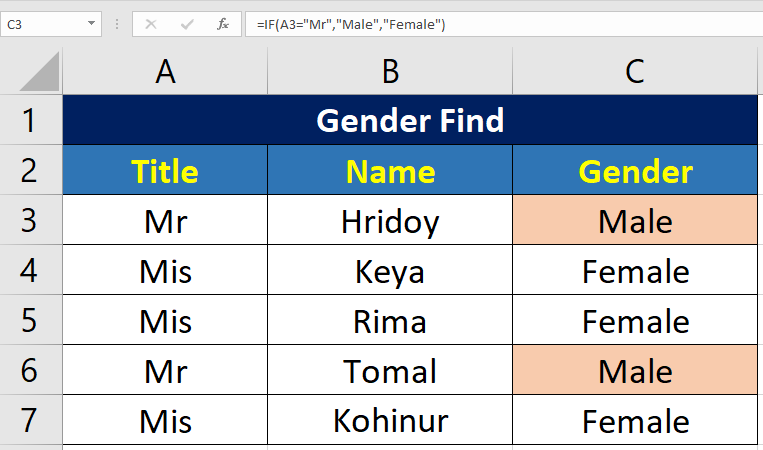 C3 fx =IF(A3="Mr","Male","Female")
A B C
1 Gender Find
2 Title Name Gender
3 Mr Hridoy Male
4 Mis Keya Female
5 Mis Rima Female
6 Mr Tomal Male
7 Mis Kohinur Female